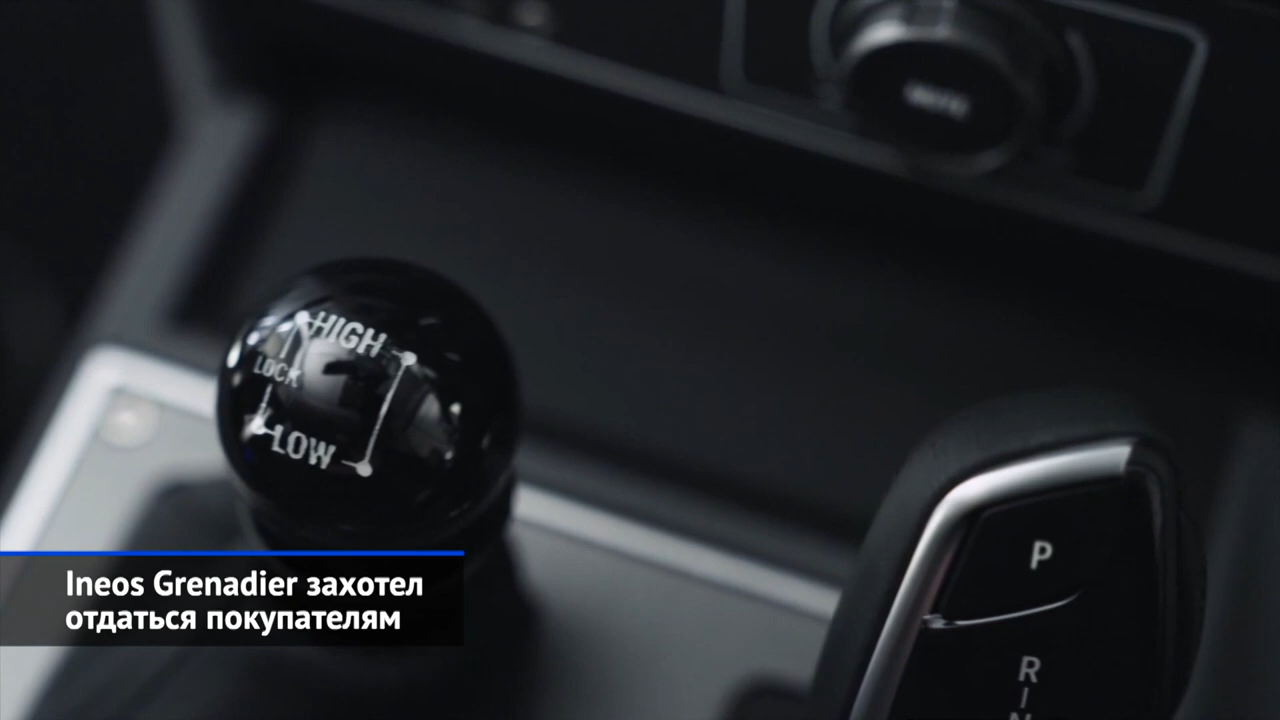 HIGH
LOCK
LOW
P
R
N
Ineos Grenadier захотел
отдаться покупателям